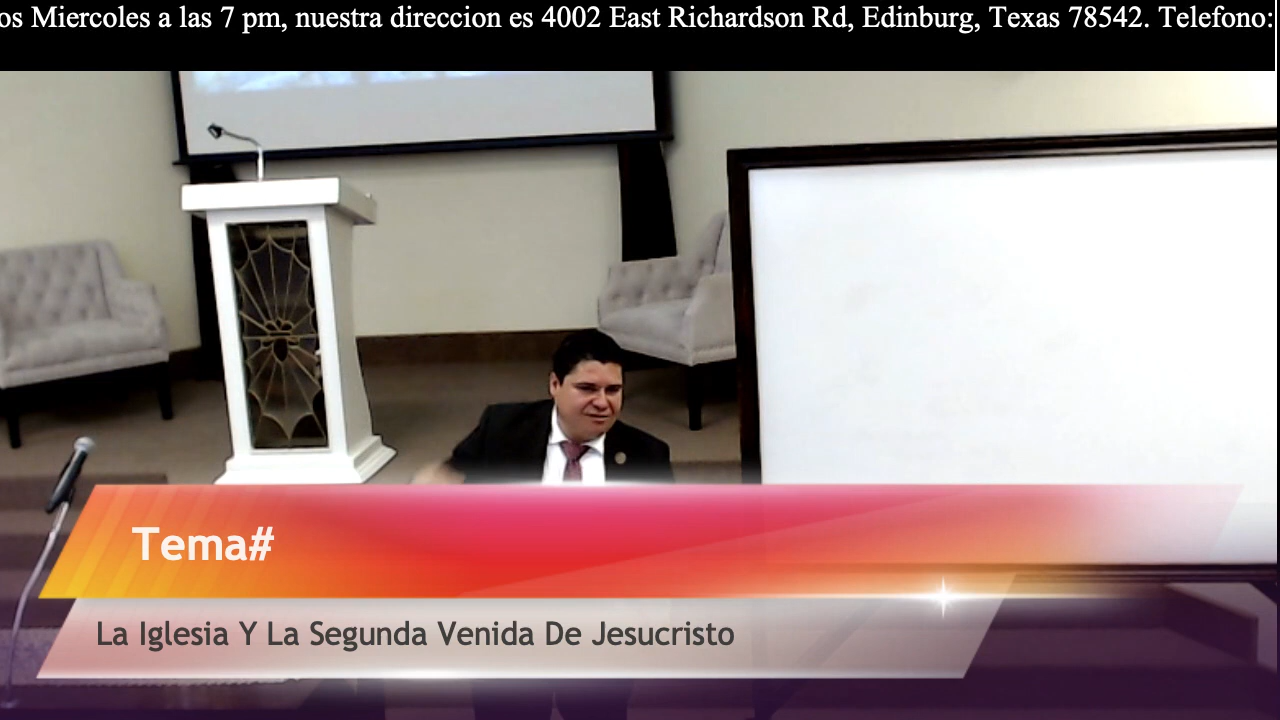 os Miercoles a las 7 pm, nuestra direccion es 4002 East Richardson Rd, Edinburg, Texas 78542. Telefono:
Tema#
La Iglesia Y La Segunda Venida De Jesucristo